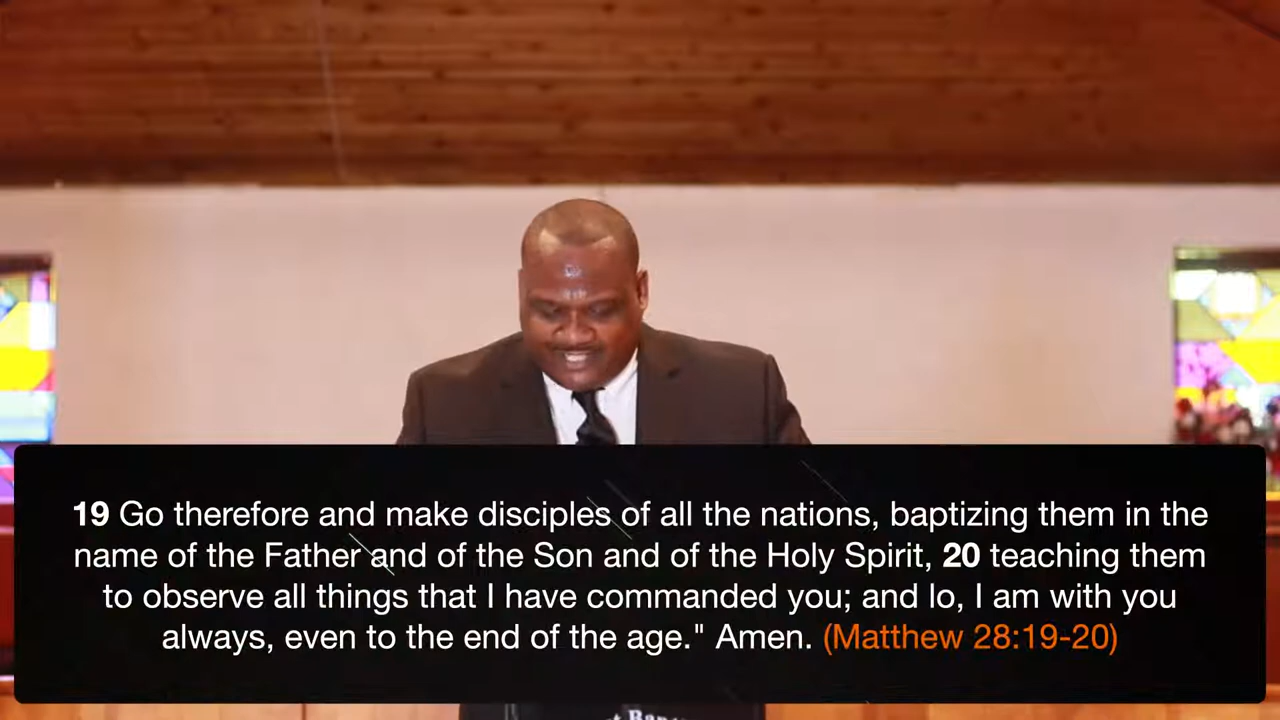 19 Go therefore and make disciples of all the nations, baptizing them in the
name of the Father and of the Son and of the Holy Spirit, 20 teaching them
to observe all things that I have commanded you; and lo, I am with you
always, even to the end of the age." Amen. (Matthew 28:19-20)